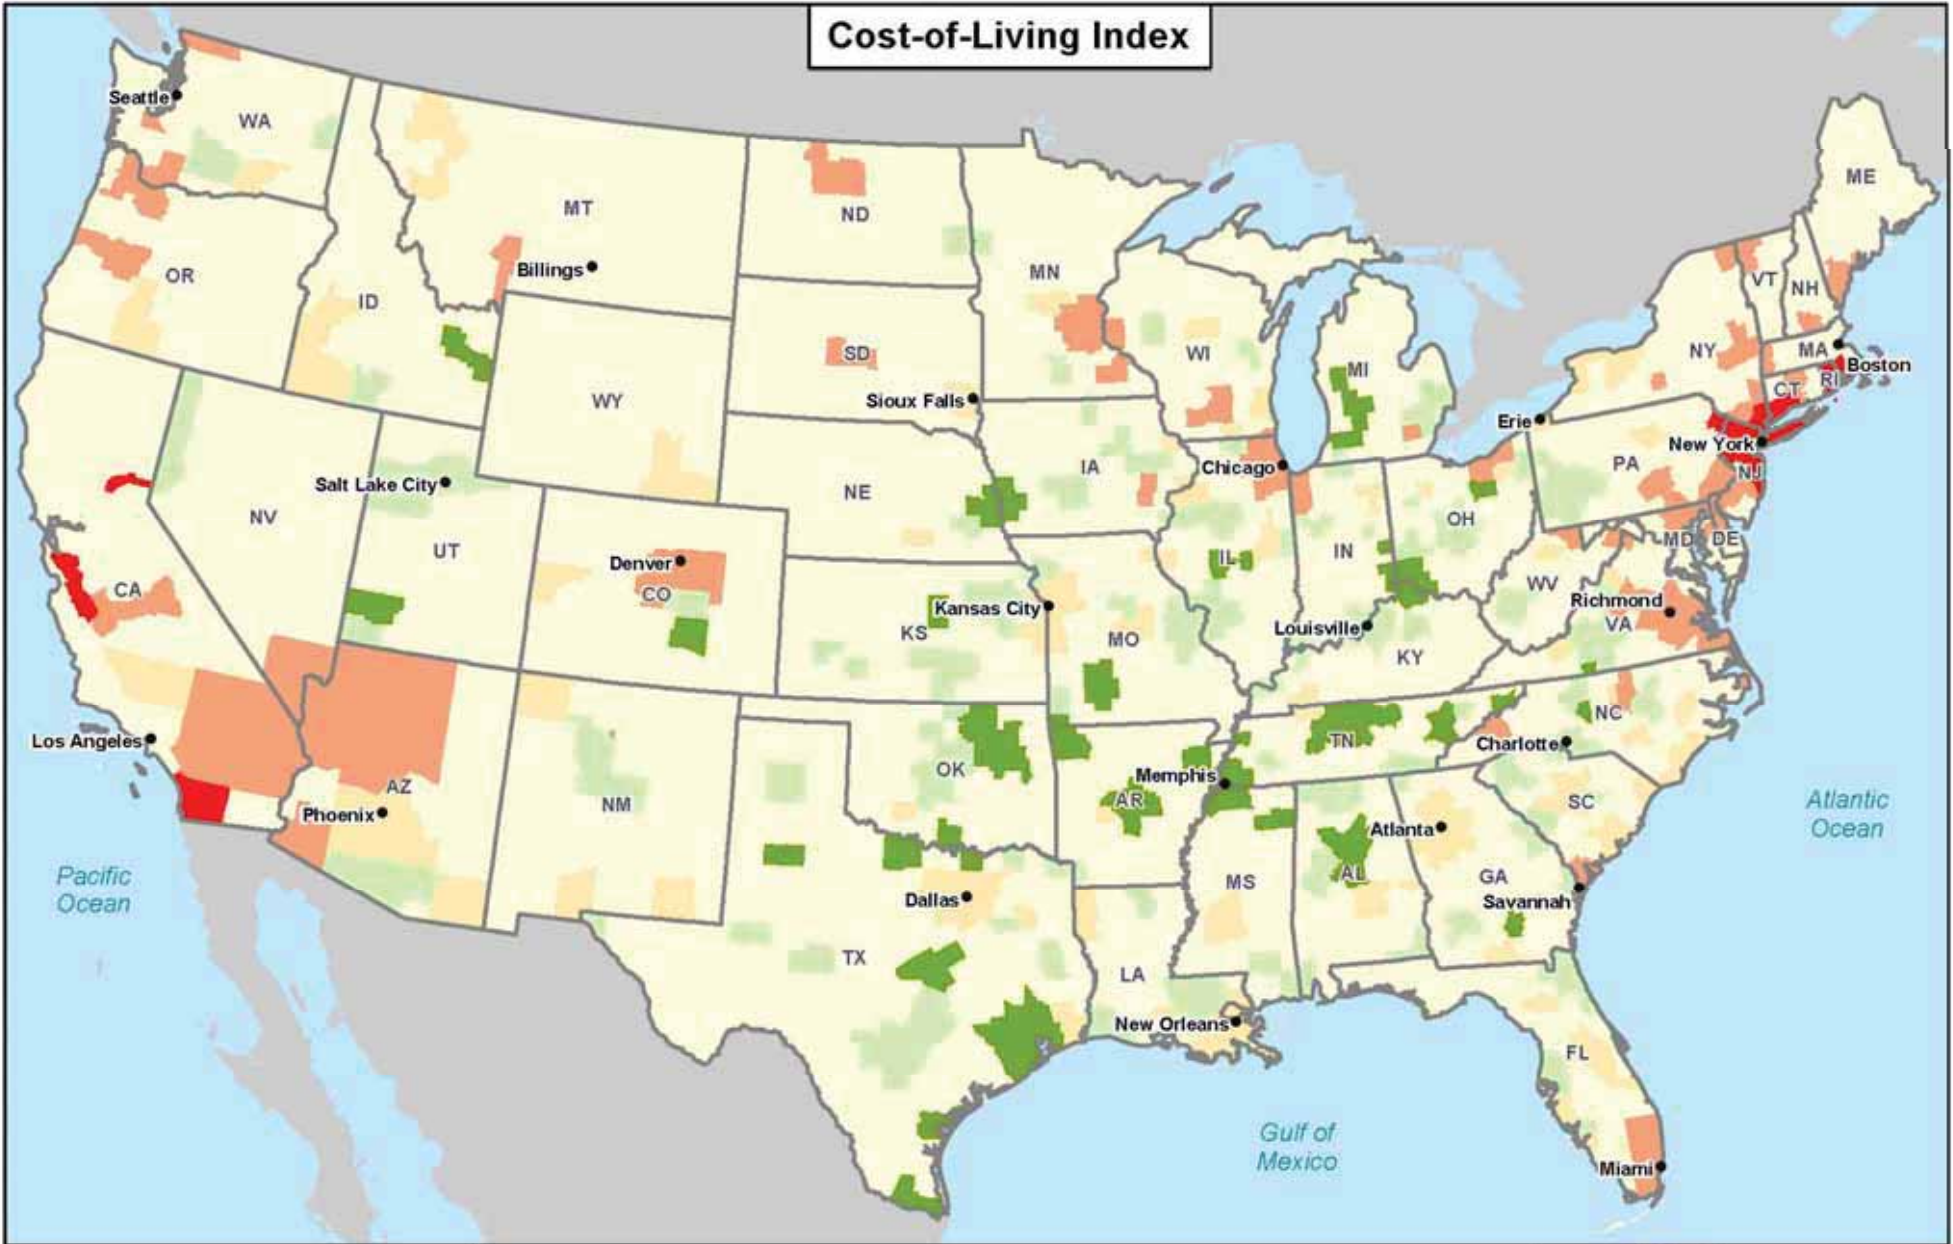 Cost-of-Living Index
Seattle
WA
ME
MT
ND
OR
Billings
MN
VT
NH
ID
WI
SD
NY
MA
Boston
MI
RI
CT
WY
Sioux Falls
Erie
New York
Chicago
IA
PA
NJ
Salt Lake City
NE
NV
OH
UT
IN
MD
DE
IL
Denver
CO
WV
CA
Richmond
VA
Kansas City
KS
Louisville
MO
KY
NC
Los Angeles
TN
Charlotte
OK
Memphis
AZ
NM
AR
SC
Atlantic
Ocean
Phoenix
Atlanta
Pacific
Ocean
MS
AL
GA
Dallas
Savannah
TX
LA
New Orleans
FL
Gulf of
Mexico
Miami